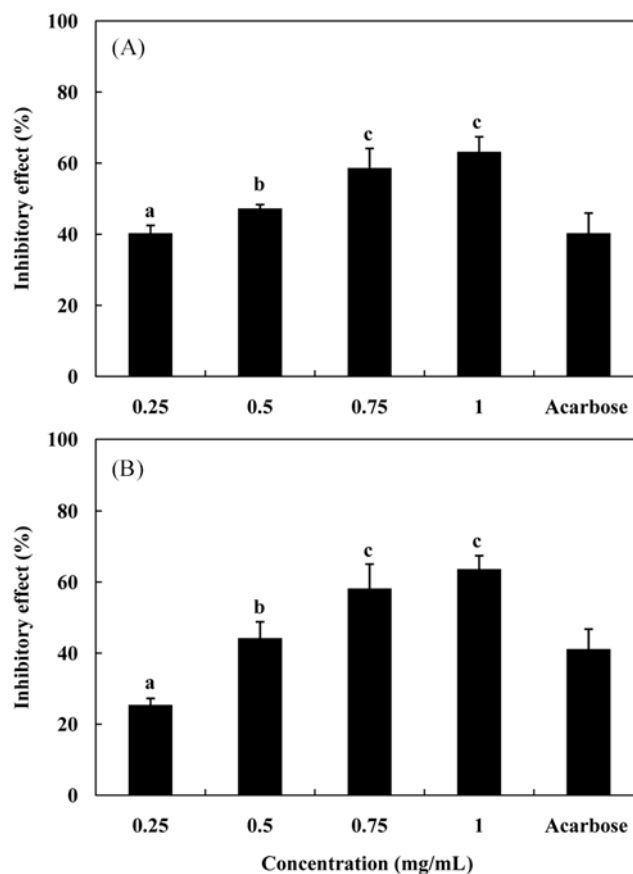 100
(A)
80
60
40
20
0
Inhibitory effect (%)
a
b
c
c
0.25 0.5 0.75 1 Acarbose
100
(B)
80
60
40
20
0
Inhibitory effect (%)
a
b
c
c
0.25 0.5 0.75 1 Acarbose
Concentration (mg/mL)